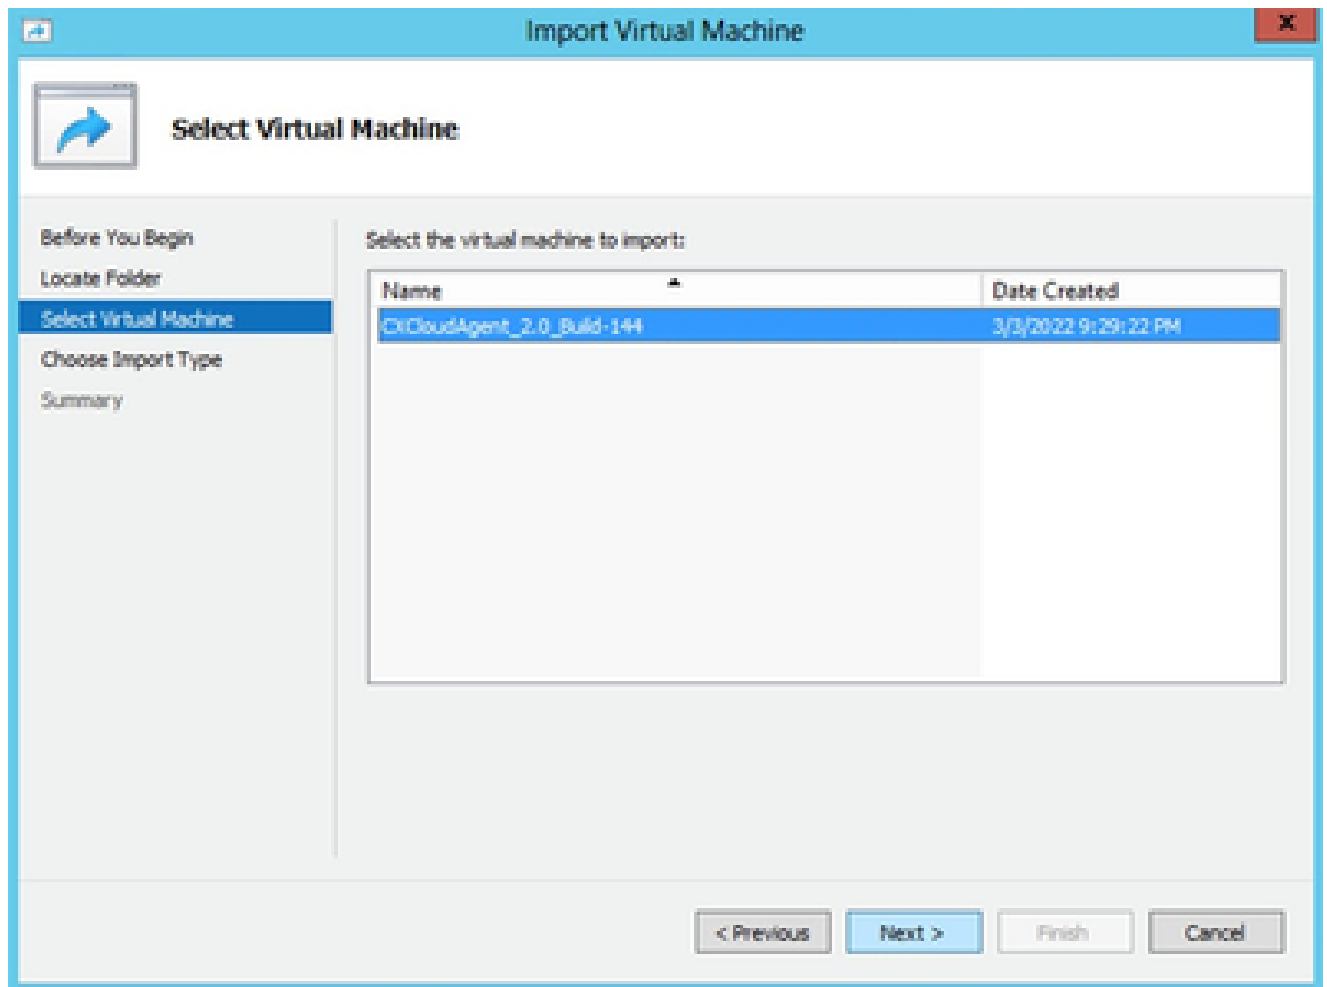 Import Virtual Machine
X
Select Virtual Machine
Before You Begin
Locate Folder
Select Virtual Machine
Choose Import Type
Summary
Select the virtual machine to import:
Name Date Created
CXCloudAgent_2.0_Build-144 3/3/2022 9:29:22 PM
< Previous Next > Finish Cancel